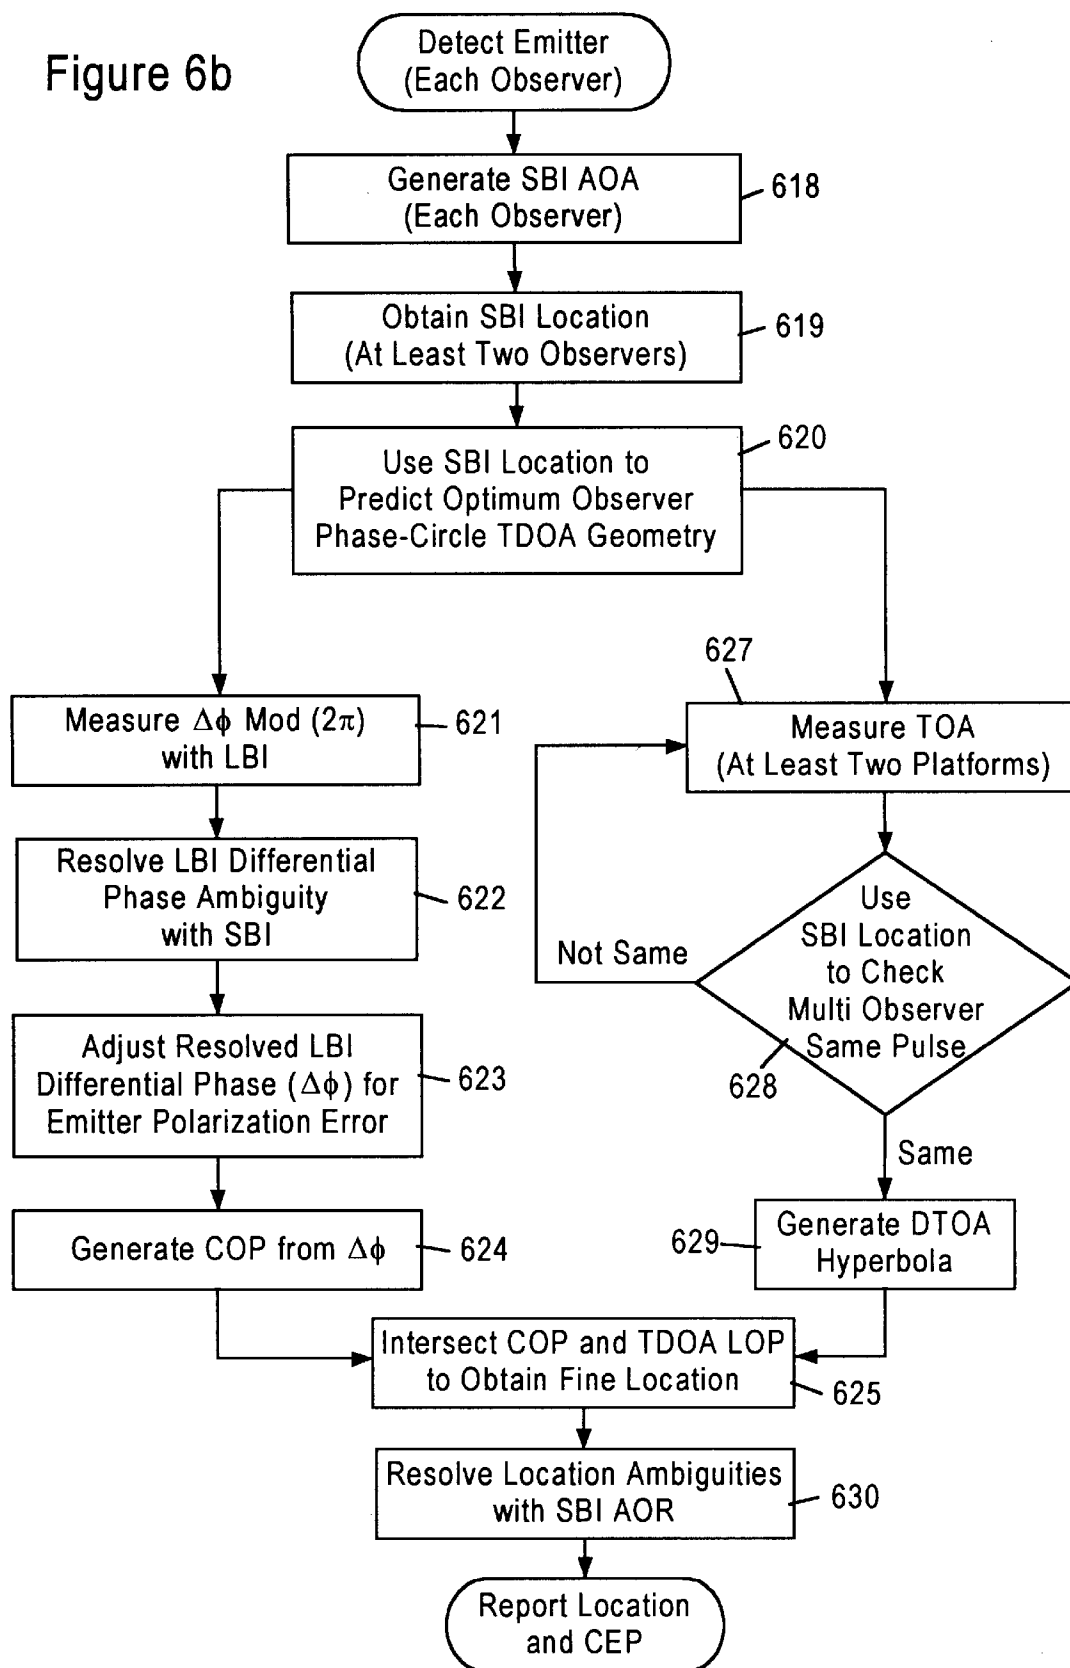 Figure 6b
Detect Emitter
(Each Observer)
Generate SBI AOA
(Each Observer)
618
Obtain SBI Location
(At Least Two Observers)
619
Use SBI Location to
Predict Optimum Observer
Phase-Circle TDOA Geometry
620
Measure Δϕ Mod (2π)
with LBI
621
Resolve LBI Differential
Phase Ambiguity
with SBI
622
Adjust Resolved LBI
Differential Phase (Δϕ) for
Emitter Polarization Error
623
Generate COP from Δϕ
624
627
Measure TOA
(At Least Two Platforms)
Use
SBI Location
to Check
Multi Observer
Same Pulse
628
Not Same
Same
Generate DTOA
Hyperbola
629
Intersect COP and TDOA LOP
to Obtain Fine Location
625
Resolve Location Ambiguities
with SBI AOR
630
Report Location
and CEP